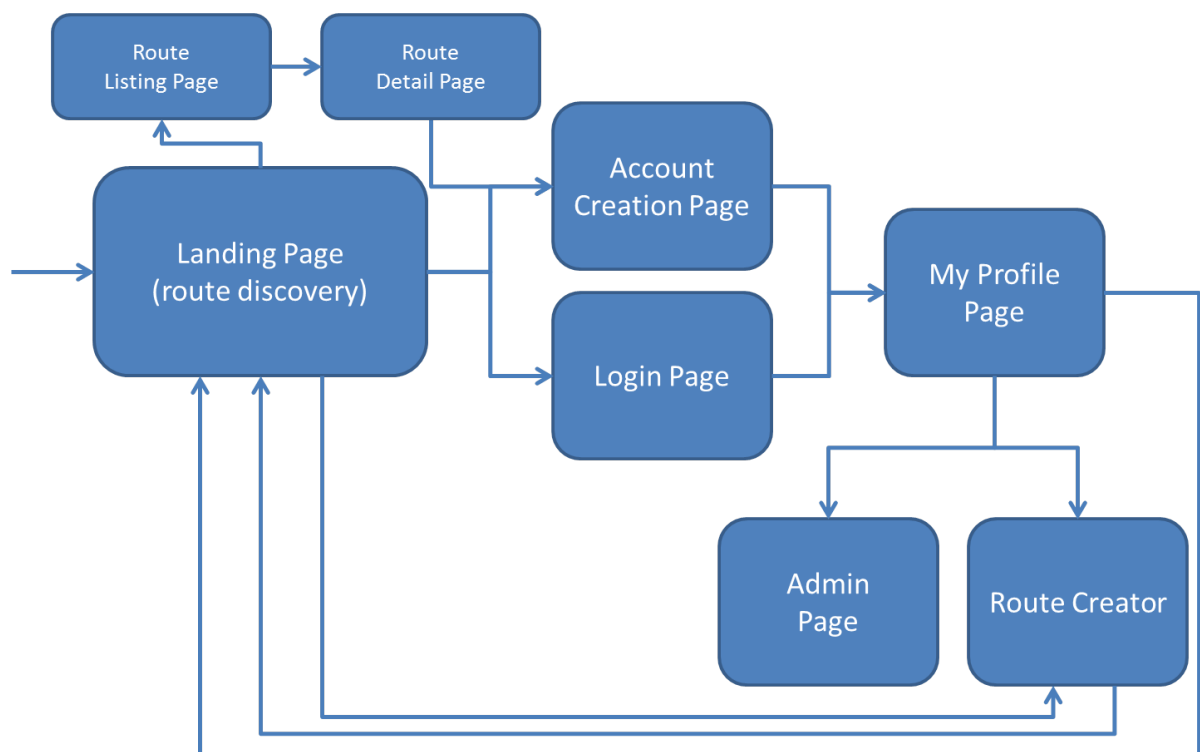 Route
Listing Page
Route
Detail Page
Account
Creation Page
Landing Page
(route discovery)
My Profile
Page
Login Page
Admin
Page
Route Creator